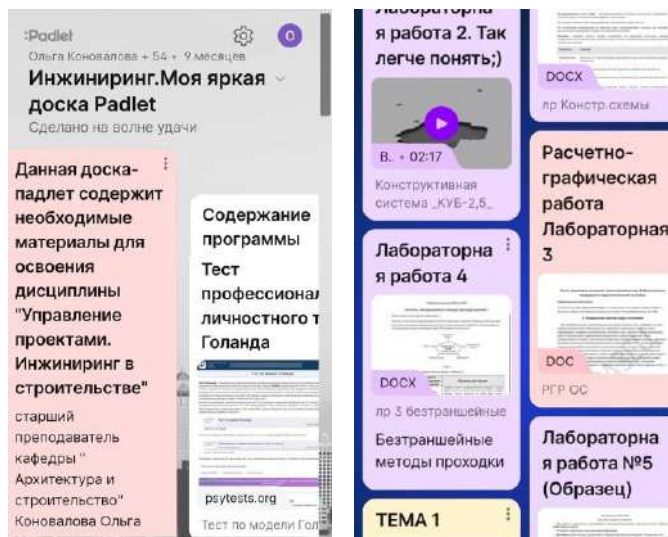 :Padlet
Ольга Коновалова + 54 • 9 месяцев
Инжиниринг.Моя яркая
доска Padlet
Сделано на волне удачи
Данная доска-
падлет содержит
необходимые
материалы для
освоения
дисциплины
"Управление
проектами.
Инжиниринг в
строительстве"
старший
преподаватель
кафедры "
Архитектура и
строительство"
Коновалова Ольга
Содержание
программы
Тест
профессионал
личностного т
Голанда
psytests.org
Тест по модели Гол
Лабораторна
я работа 2. Так
легче понять;)
В.. • 02:17
Конструктивная
система _КУБ-2,5_
Лабораторна
я работа 4
DOCX
лр 3 безтраншейные
Безтраншейные
методы проходки
ТЕМА 1
DOCX
лр Констр.схемы
Расчетно-
графическая
работа
Лабораторная
3
DOC
РГР ОС
Лабораторна
я работа №5
(Образец)